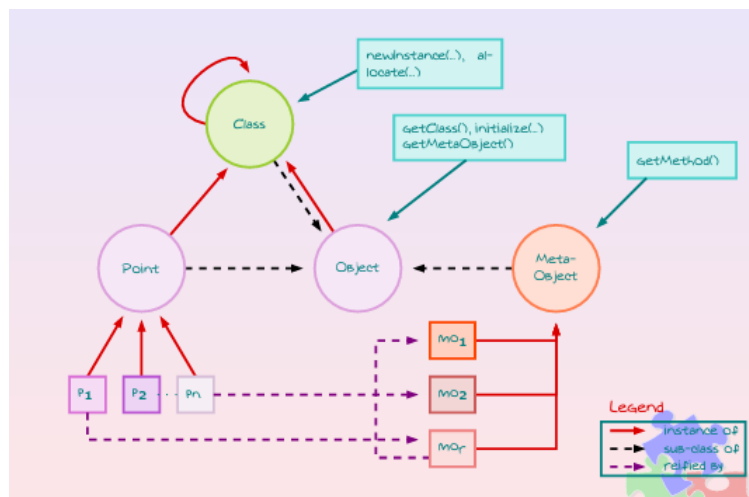 newInstance(...), al-
locate(...)
Class
getClass(), initialize(...)
getMetaObject()
getMethod()
Point
Object
Meta-
Object
P1
P2
Pn
MO1
MO2
MOr
Legend
instance of
sub-class of
reified by